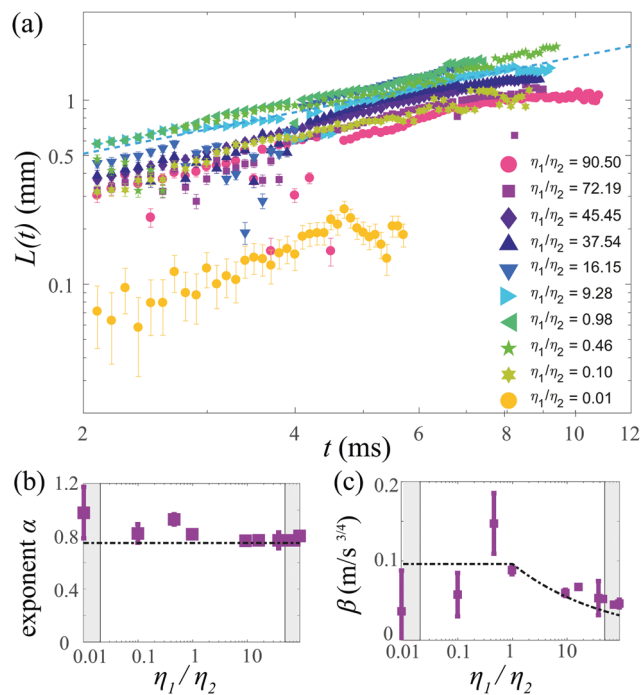 (a)
L(t) (mm)
1
0.5
0.1
η1/η2 = 90.50
η1/η2 = 72.19
η1/η2 = 45.45
η1/η2 = 37.54
η1/η2 = 16.15
η1/η2 = 9.28
η1/η2 = 0.98
η1/η2 = 0.46
η1/η2 = 0.10
η1/η2 = 0.01
2 4 6 8 10 12
t (ms)
(b)
exponent α
1.2
0.8
0.4
0
0.01 0.1 1 10
η1/η2
(c)
β (m/s 3/4)
0.2
0.1
0
0.01 0.1 1 10
η1/η2